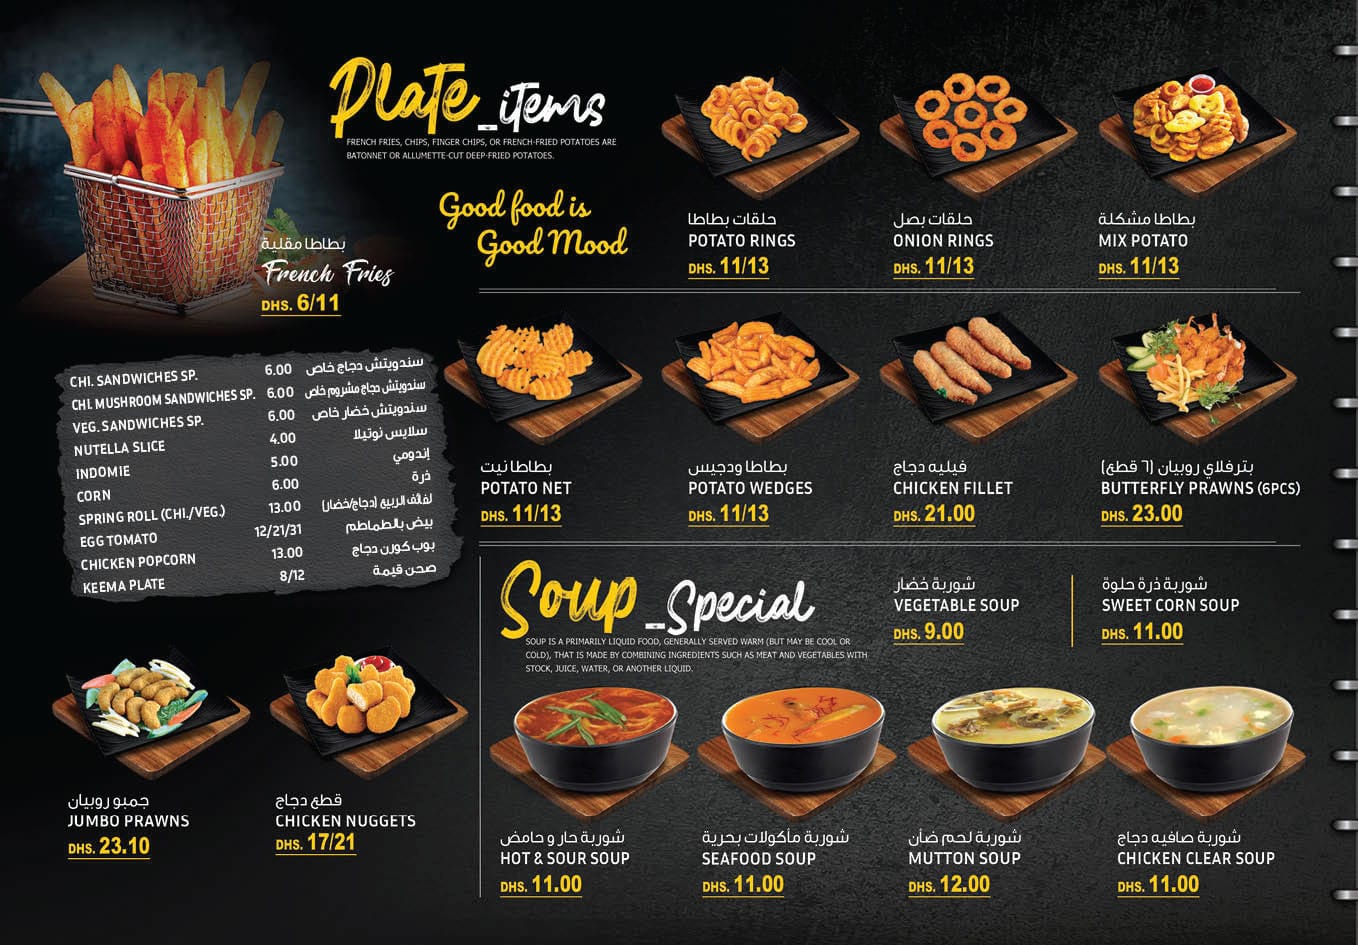 Plate _items
FRENCH FRIES, CHIPS, FINGER CHIPS, OR FRENCH-FRIED POTATOES ARE
BATONNET OR ALLUMETTE-CUT DEEP-FRIED POTATOES.
Good food is
Good Mood
بطاطا مقلية
French Fries
DHS. 6/11
حلقات بطاطا
POTATO RINGS
DHS. 11/13
حلقات بصل
ONION RINGS
DHS. 11/13
بطاطا مشكلة
MIX POTATO
DHS. 11/13
بطاطا نيت
POTATO NET
DHS. 11/13
بطاطا ودجيس
POTATO WEDGES
DHS. 11/13
فيليه دجاج
CHICKEN FILLET
DHS. 21.00
بترفلاي روبيان (٦ قطع)
BUTTERFLY PRAWNS (6PCS)
DHS. 23.00
CHI. SANDWICHES SP. 6.00 سندويتش دجاج خاص
CHI. MUSHROOM SANDWICHES SP. 6.00 سندويتش دجاج مشروم خاص
VEG. SANDWICHES SP. 6.00 سندويتش خضار خاص
NUTELLA SLICE 4.00 سلايس نوتيلا
INDOMIE 5.00 إندومي
CORN 6.00 ذرة
SPRING ROLL (CHI./VEG.) 13.00 لفائف الربيع (دجاج/خضار)
EGG TOMATO 12/21/31 بيض بالطماطم
CHICKEN POPCORN 13.00 بوب كورن دجاج
KEEMA PLATE 8/12 صحن قيمة
جمبو روبيان
JUMBO PRAWNS
DHS. 23.10
قطع دجاج
CHICKEN NUGGETS
DHS. 17/21
Soup _Special
SOUP IS A PRIMARILY LIQUID FOOD, GENERALLY SERVED WARM (BUT MAY BE COOL OR
COLD), THAT IS MADE BY COMBINING INGREDIENTS SUCH AS MEAT AND VEGETABLES WITH
STOCK, JUICE, WATER, OR ANOTHER LIQUID.
شوربة خضار
VEGETABLE SOUP
DHS. 9.00
شوربة ذرة حلوة
SWEET CORN SOUP
DHS. 11.00
شوربة حار و حامض
HOT & SOUR SOUP
DHS. 11.00
شوربة مأكولات بحرية
SEAFOOD SOUP
DHS. 11.00
شوربة لحم ضأن
MUTTON SOUP
DHS. 12.00
شوربة صافيه دجاج
CHICKEN CLEAR SOUP
DHS. 11.00